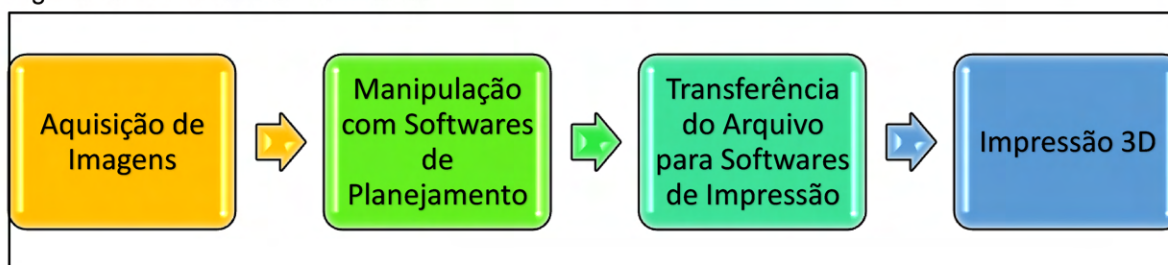 Aquisição de
Imagens
Manipulação
com Softwares
de
Planejamento
Transferência
do Arquivo
para Softwares
de Impressão
Impressão 3D